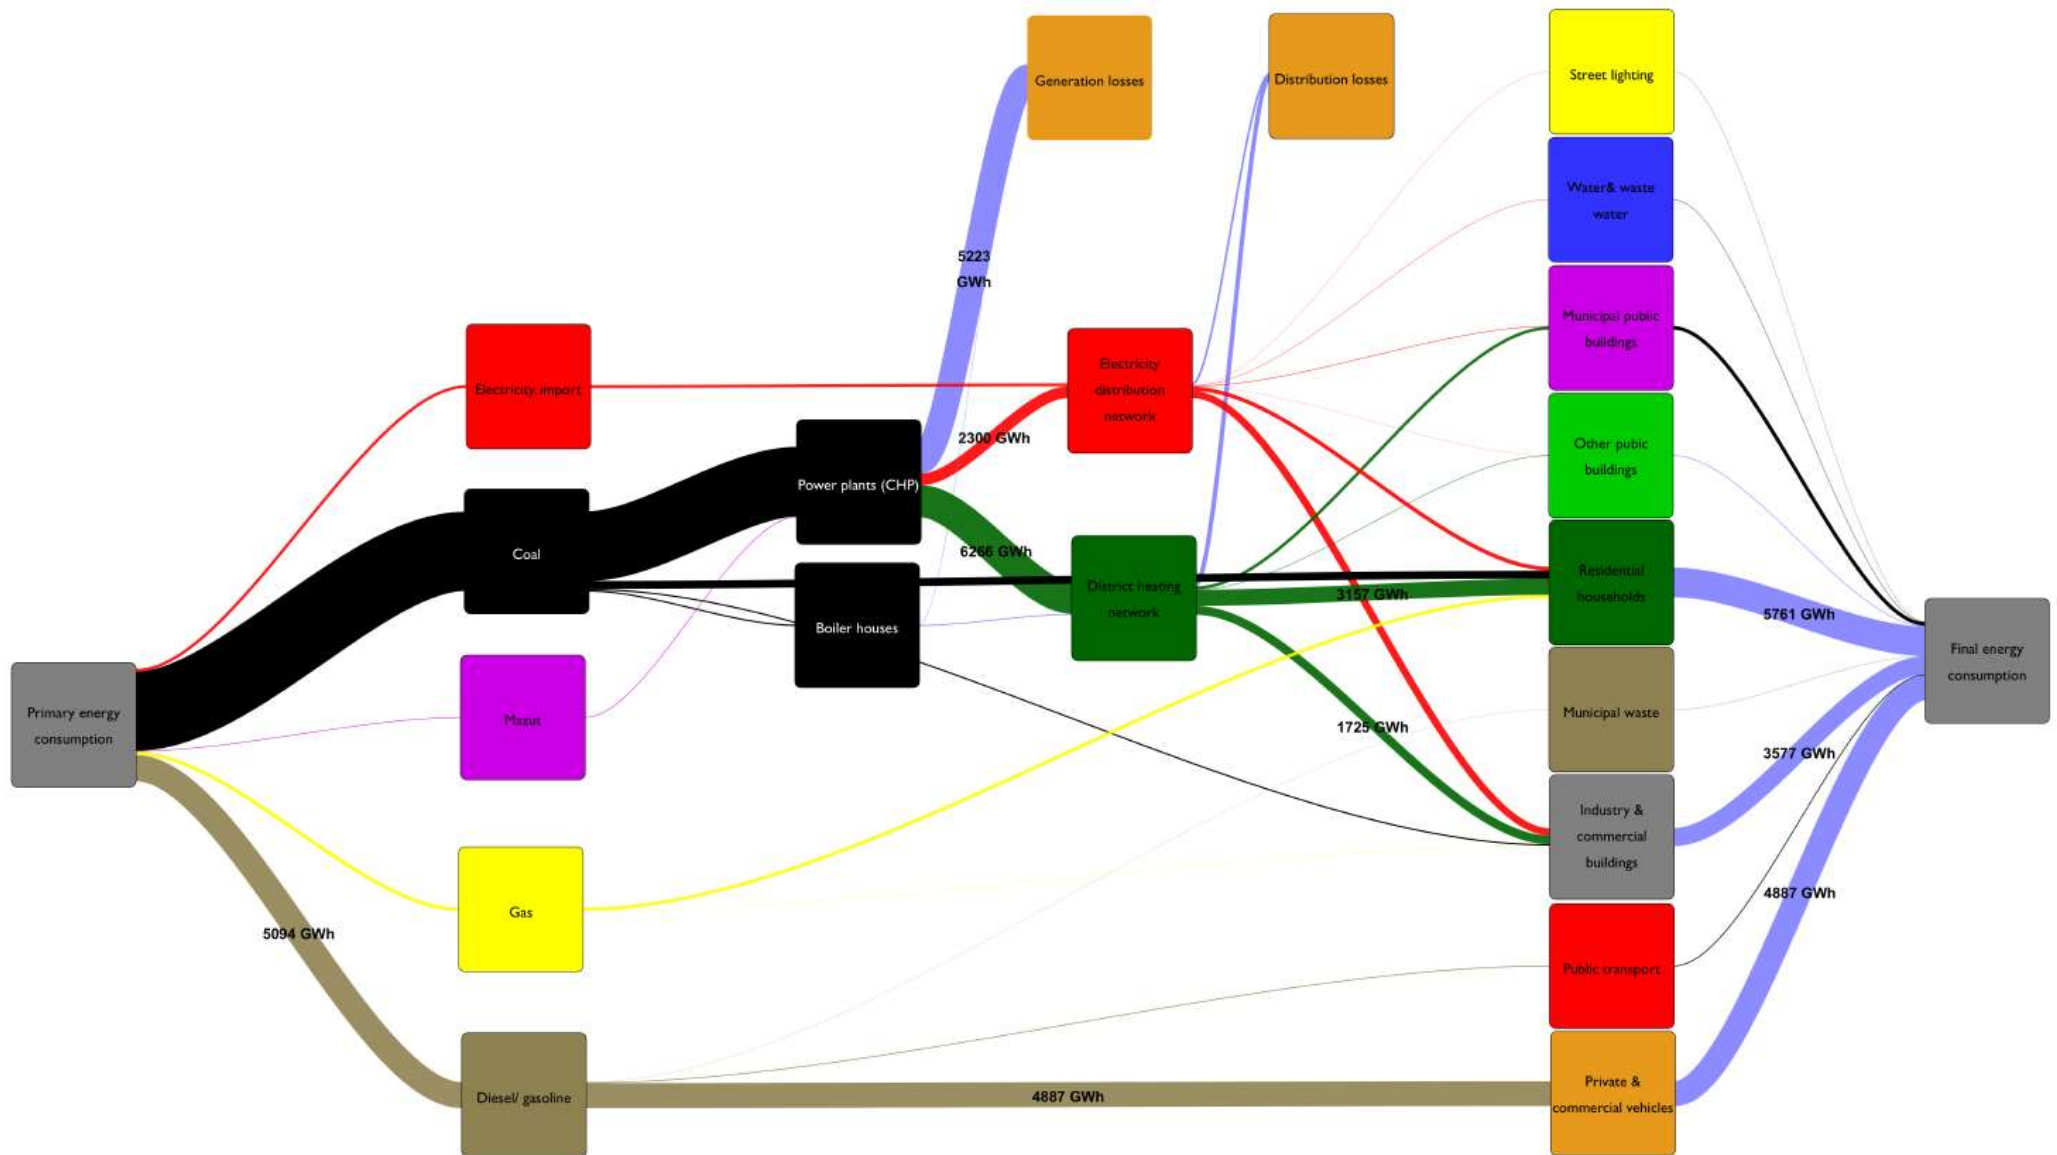 Generation losses
Distribution losses
Street lighting
Water& waste
water
5223
GWh
Municipal public
buildings
Electricity, import
Electricity
distribution
network
2300 GWh
Other pubic
buildings
Power plants (CHP)
Coal
6266 GWh
District heating
network
3157 GWh
Residential
households
5761 GWh
Boiler houses
Final energy
consumption
Primary energy
consumption
Mazut
1725 GWh
Municipal waste
3577 GWh
Industry &
commercial
buildings
Gas
5094 GWh
4887 GWh
Public transport
Diesel/ gasoline
4887 GWh
Private &
commercial vehicles